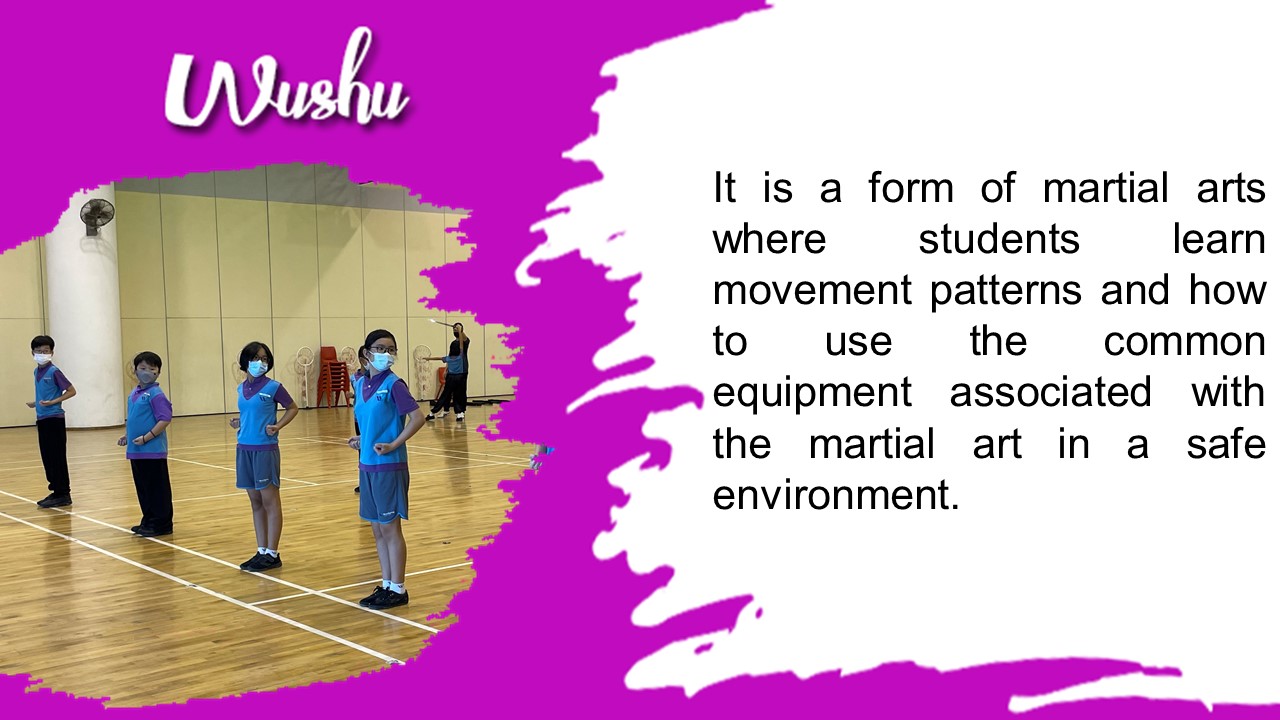 Wushu
It is a form of martial arts
where students learn
movement patterns and how
to use the common
equipment associated with
the martial art in a safe
environment.